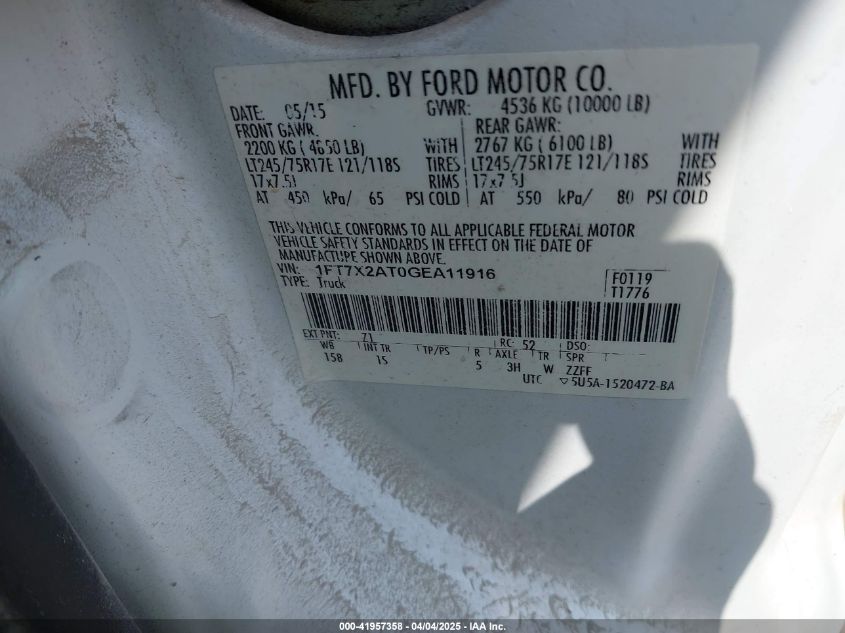 MFD. BY FORD MOTOR CO.
DATE: 05/15 GVWR: 4536 KG (10000 LB)
FRONT GAWR: REAR GAWR:
2200 KG ( 4850 LB) WITH 2767 KG ( 6100 LB) WITH
LT245/75R17E 121/118S TIRES LT245/75R17E 121/118S TIRES
17x7.5J RIMS 17x7.5J RIMS
AT 450 kPa/ 65 PSI COLD AT 550 kPa/ 80 PSI COLD
THIS VEHICLE CONFORMS TO ALL APPLICABLE FEDERAL MOTOR
VEHICLE SAFETY STANDARDS IN EFFECT ON THE DATE OF
MANUFACTURE SHOWN ABOVE.
VIN: 1FT7X2AT0GEA11916 F0119
TYPE: Truck T1776
EXT PNT: Z1 RC: 52 DSO:
WB INT TR TP/PS R AXLE TR SPR
158 1S 5 3H W ZZFF
UTC ▽5U5A-1520472-BA
000-41957358 - 04/04/2025 - IAA Inc.